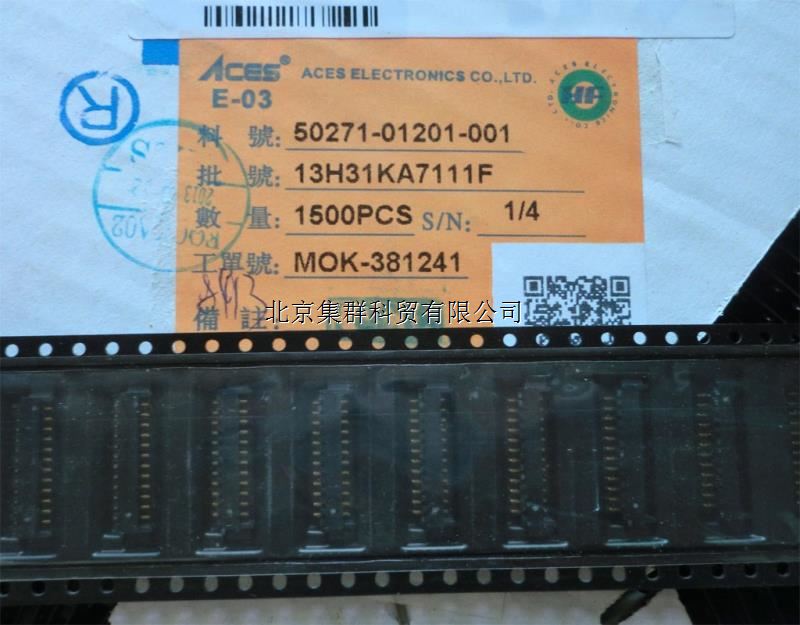 ACES® ACES ELECTRONICS CO.,LTD.
E-03
HF
R
料 號: 50271-01201-001
批 號: 13H31KA7111F
數 量: 1500PCS S/N: 1/4
工單號: MOK-381241
備 註:
北京集群科贸有限公司